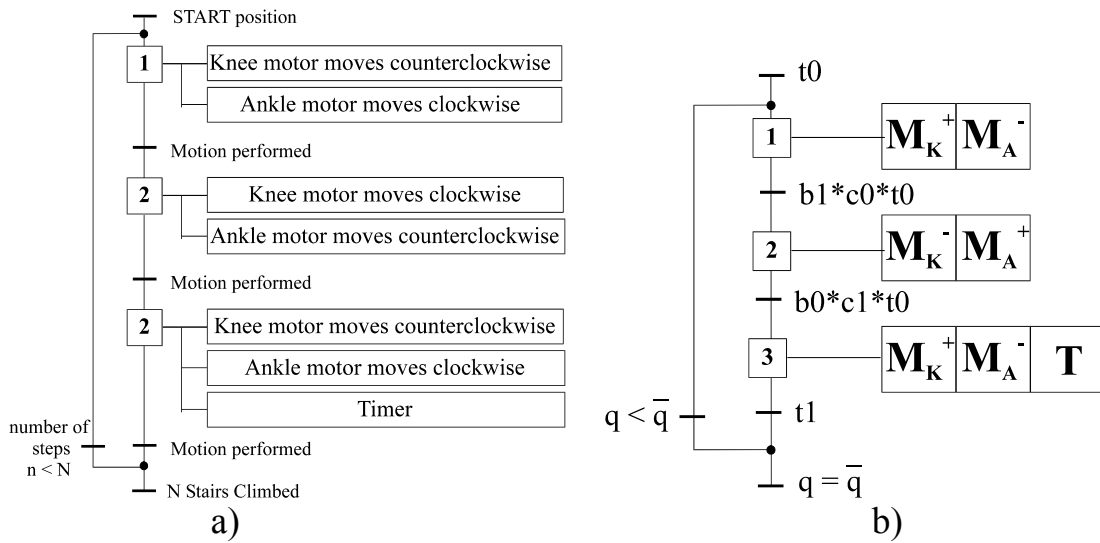 START position
1
Knee motor moves counterclockwise
Ankle motor moves clockwise
Motion performed
2
Knee motor moves clockwise
Ankle motor moves counterclockwise
Motion performed
2
Knee motor moves counterclockwise
Ankle motor moves clockwise
Timer
number of
steps
n < N
Motion performed
N Stairs Climbed
a)
t0
1
M_K^+ M_A^-
b1*c0*t0
2
M_K^- M_A^+
b0*c1*t0
3
M_K^+ M_A^- T
q < q̅
t1
q = q̅
b)